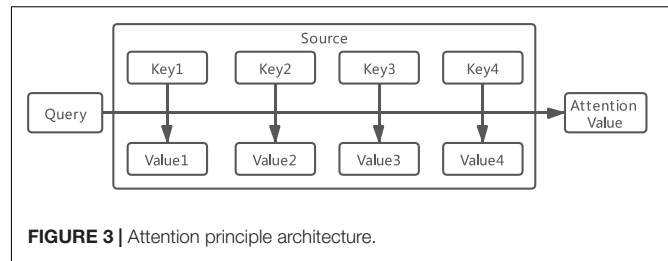 Source
Key1 Key2 Key3 Key4
Query
Attention
Value
Value1 Value2 Value3 Value4
FIGURE 3 | Attention principle architecture.